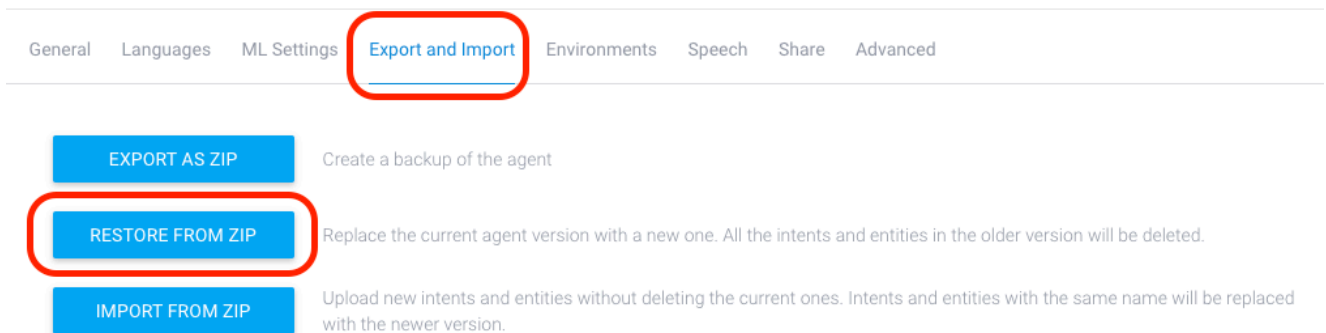 General Languages ML Settings Export and Import Environments Speech Share Advanced
EXPORT AS ZIP Create a backup of the agent
RESTORE FROM ZIP Replace the current agent version with a new one. All the intents and entities in the older version will be deleted.
IMPORT FROM ZIP Upload new intents and entities without deleting the current ones. Intents and entities with the same name will be replaced
with the newer version.